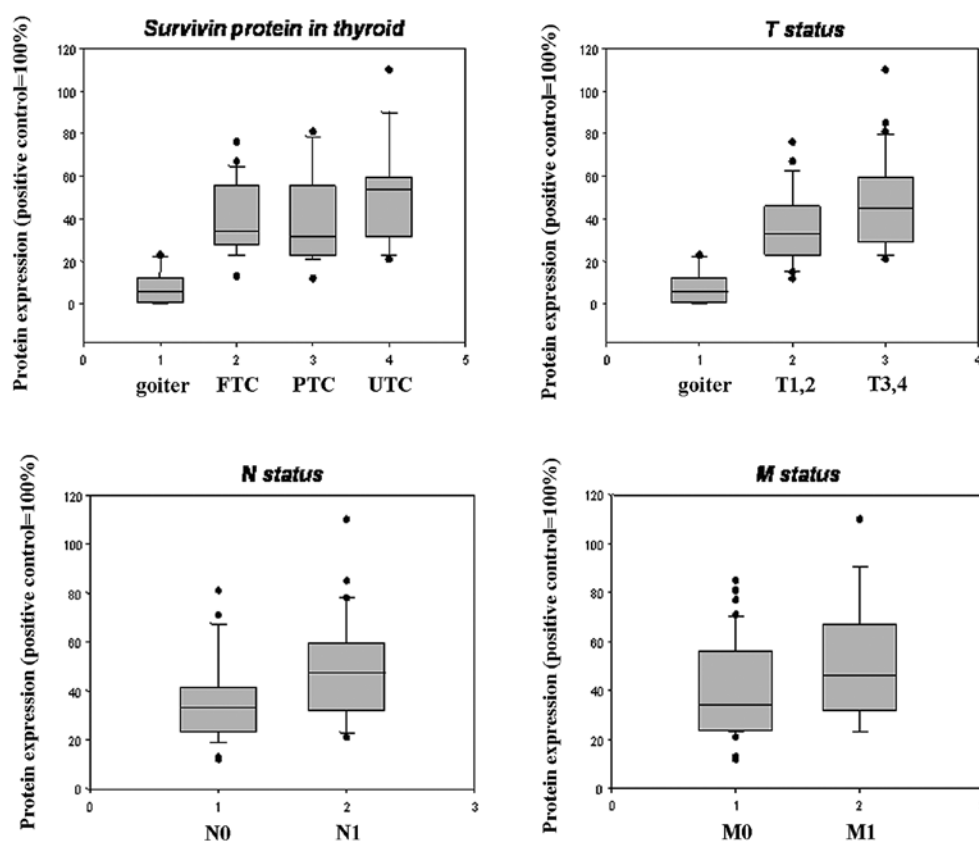 Survivin protein in thyroid
Protein expression (positive control=100%)
120
100
80
60
40
20
0
0 1 2 3 4 5
goiter FTC PTC UTC
T status
Protein expression (positive control=100%)
120
100
80
60
40
20
0
0 1 2 3 4
goiter T1,2 T3,4
N status
Protein expression (positive control=100%)
120
100
80
60
40
20
0
0 1 2 3
N0 N1
M status
Protein expression (positive control=100%)
120
100
80
60
40
20
0
0 1 2
M0 M1